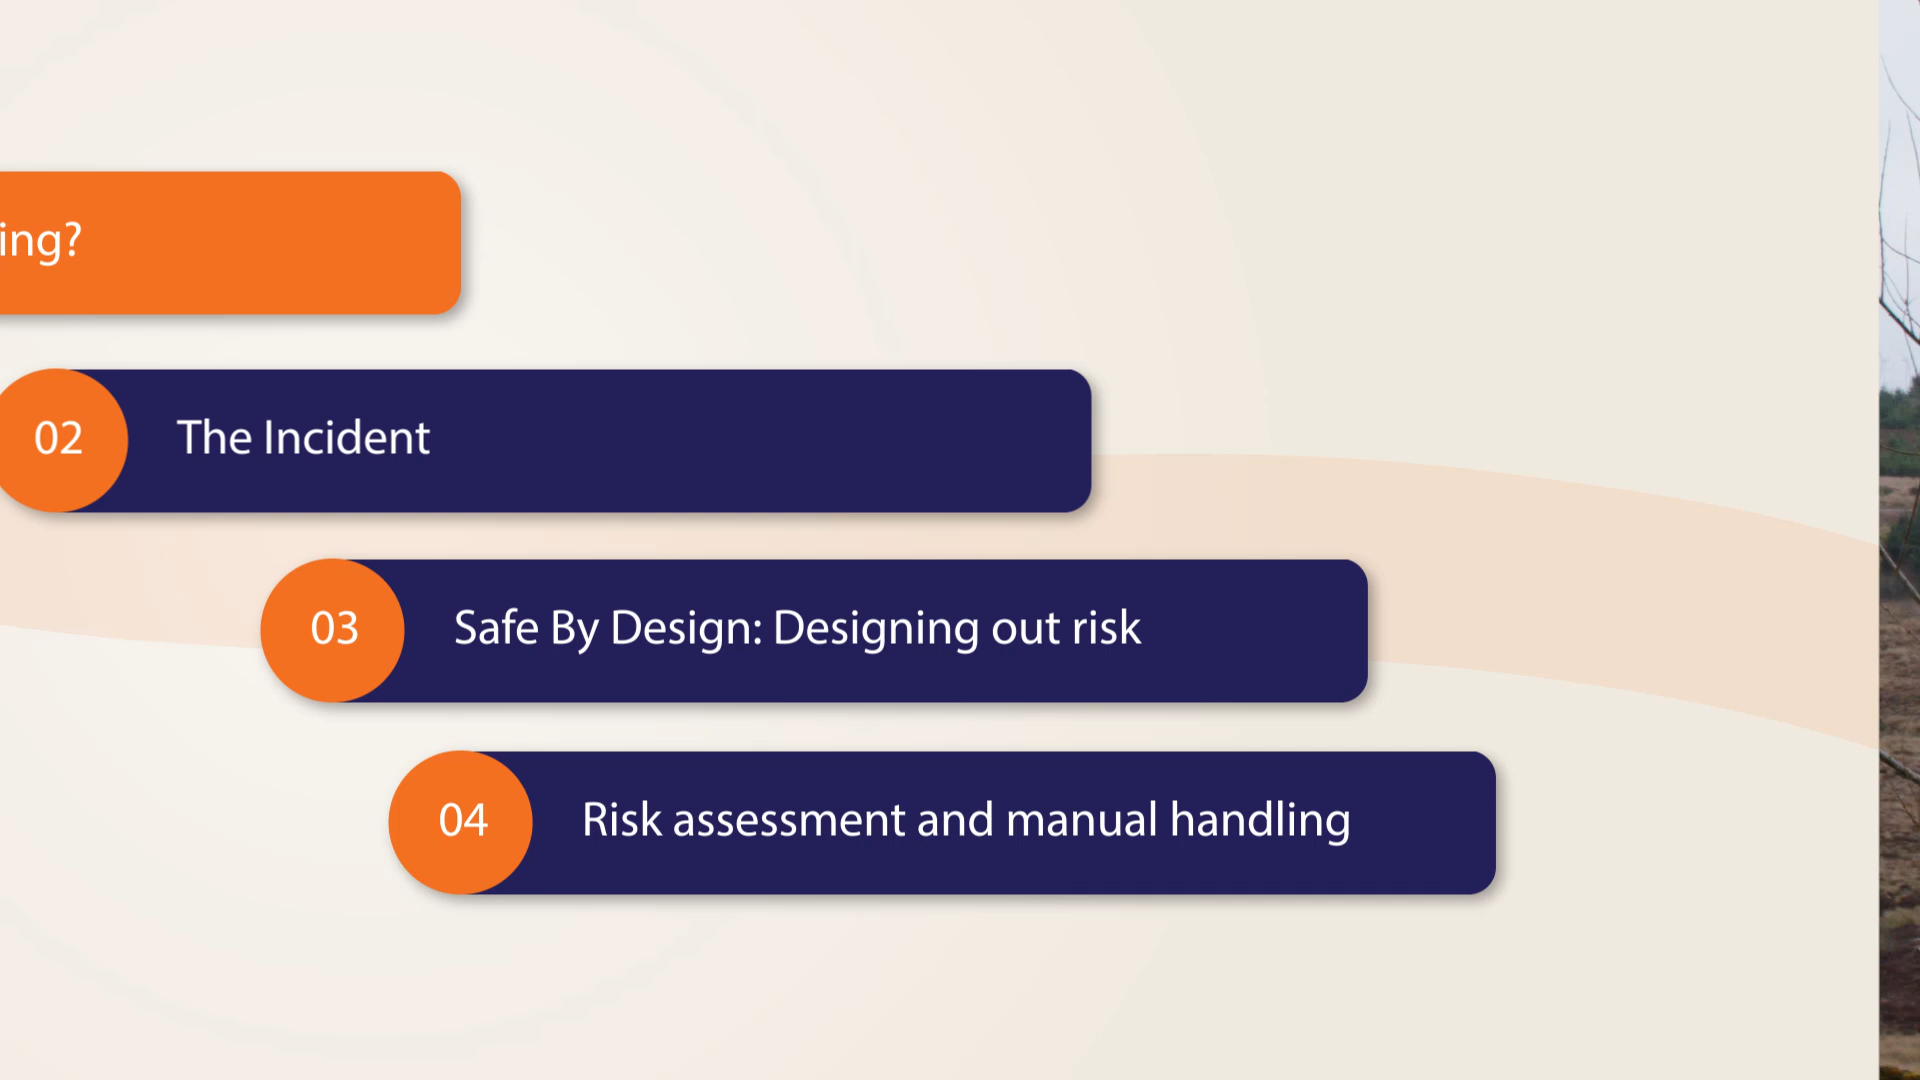 ing?
02
The Incident
03
Safe By Design: Designing out risk
04
Risk assessment and manual handling